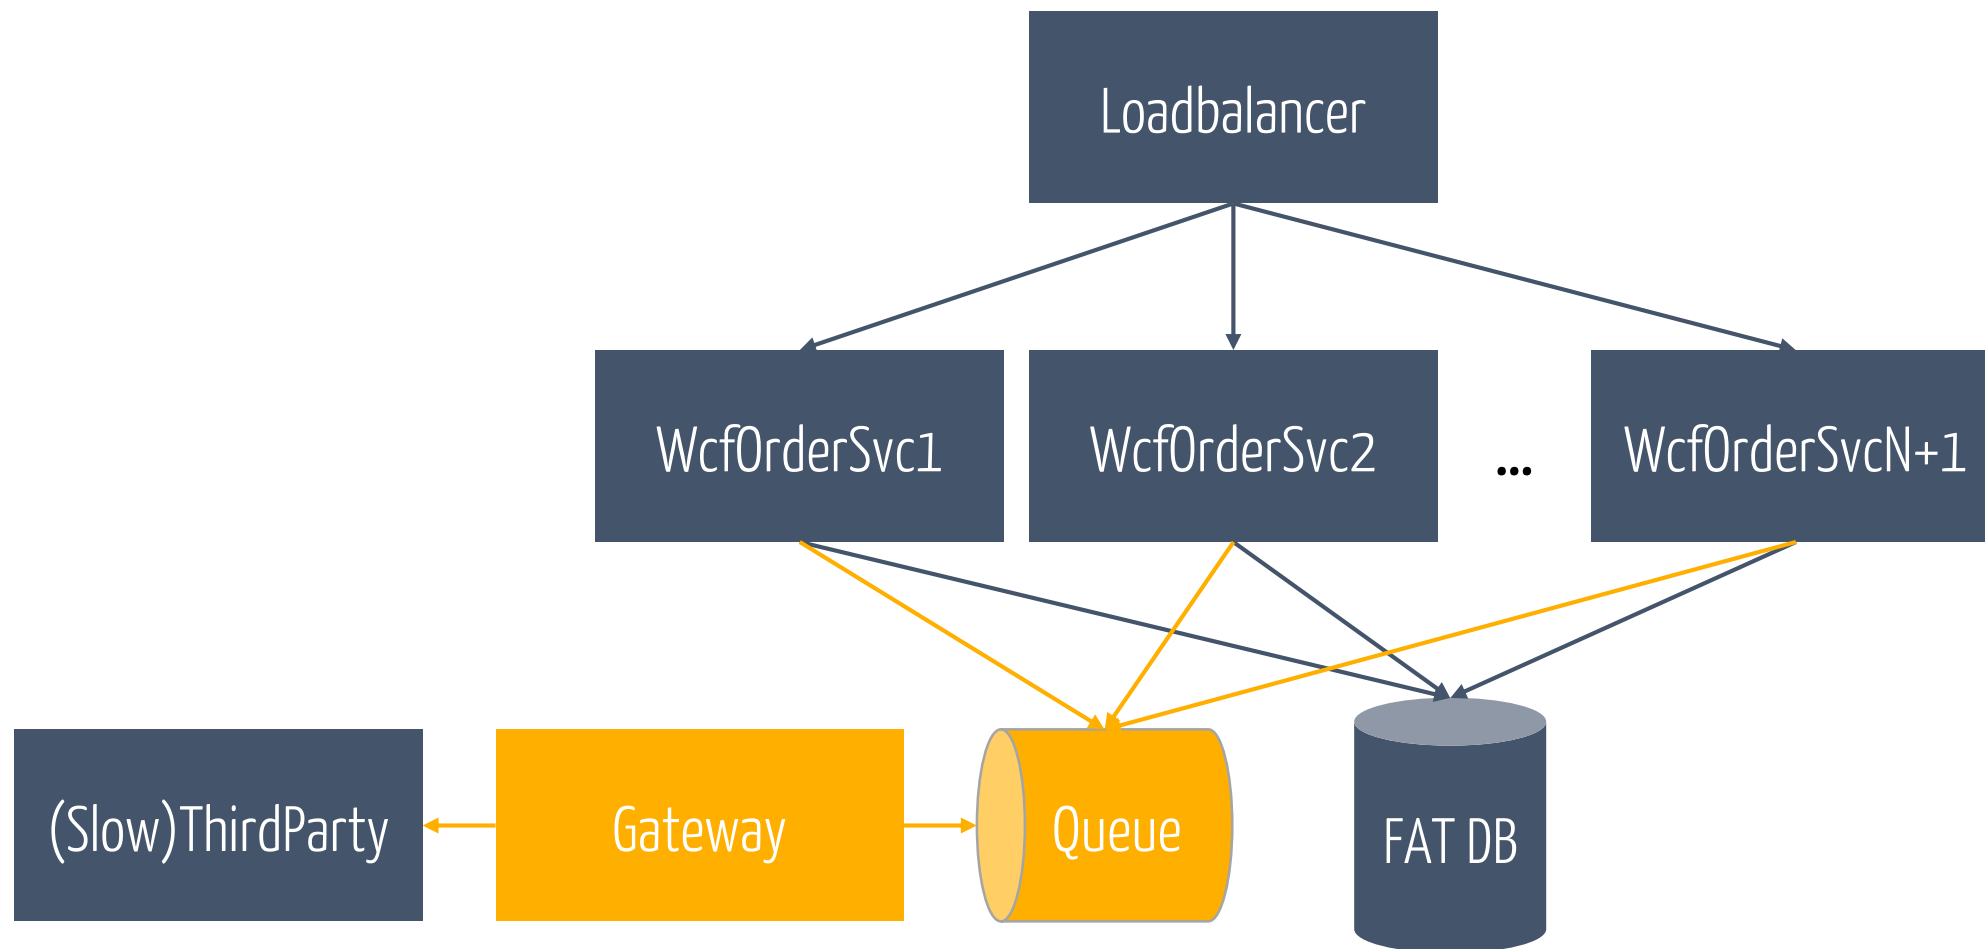 Loadbalancer
WcfOrderSvc1
WcfOrderSvc2
...
WcfOrderSvcN+1
(Slow)ThirdParty
Gateway
Queue
FAT DB